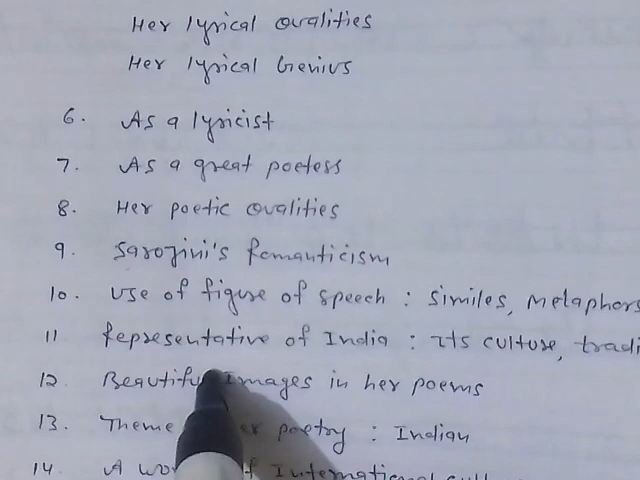 Her lyrical Qualities
Her lyrical Genius
6. As a lyricist
7. As a great poetess
8. Her poetic Qualities
9. Sarojini's Romanticism
10. Use of figure of speech : Similes, Metaphors
11 Representative of India : Its culture, tradi
12. Beautiful Images in her poems
13. Theme poetry : Indian
14. A International